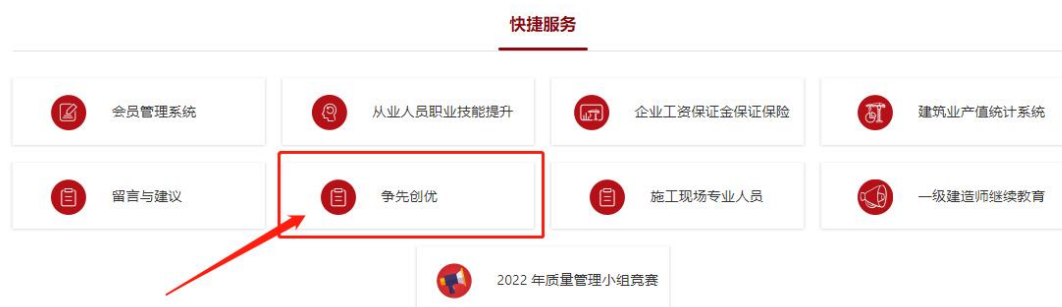 快捷服务
会员管理系统
从业人员职业技能提升
企业工资保证金保证保险
建筑业产值统计系统
留言与建议
争先创优
施工现场专业人员
一级建造师继续教育
2022 年质量管理小组竞赛